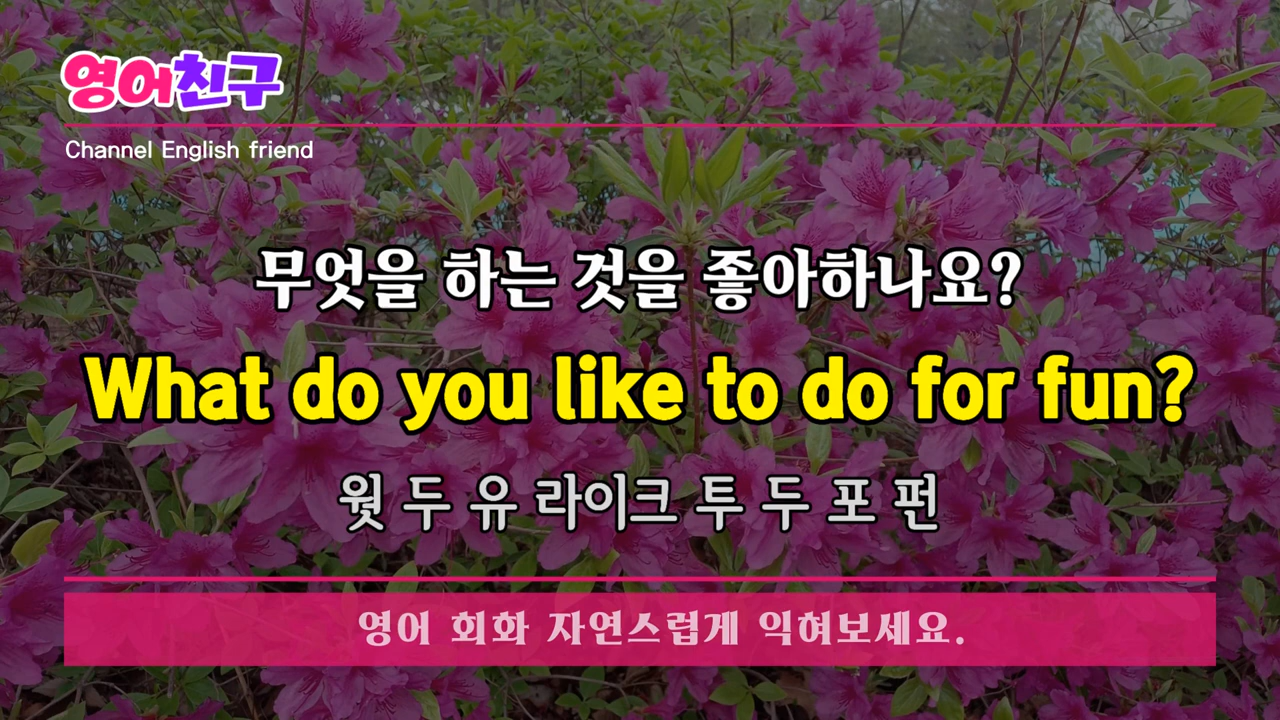 영어친구
Channel English friend
무엇을 하는 것을 좋아하나요?
What do you like to do for fun?
웟 두 유 라이크 투 두 포 펀
영어 회화 자연스럽게 익혀보세요.